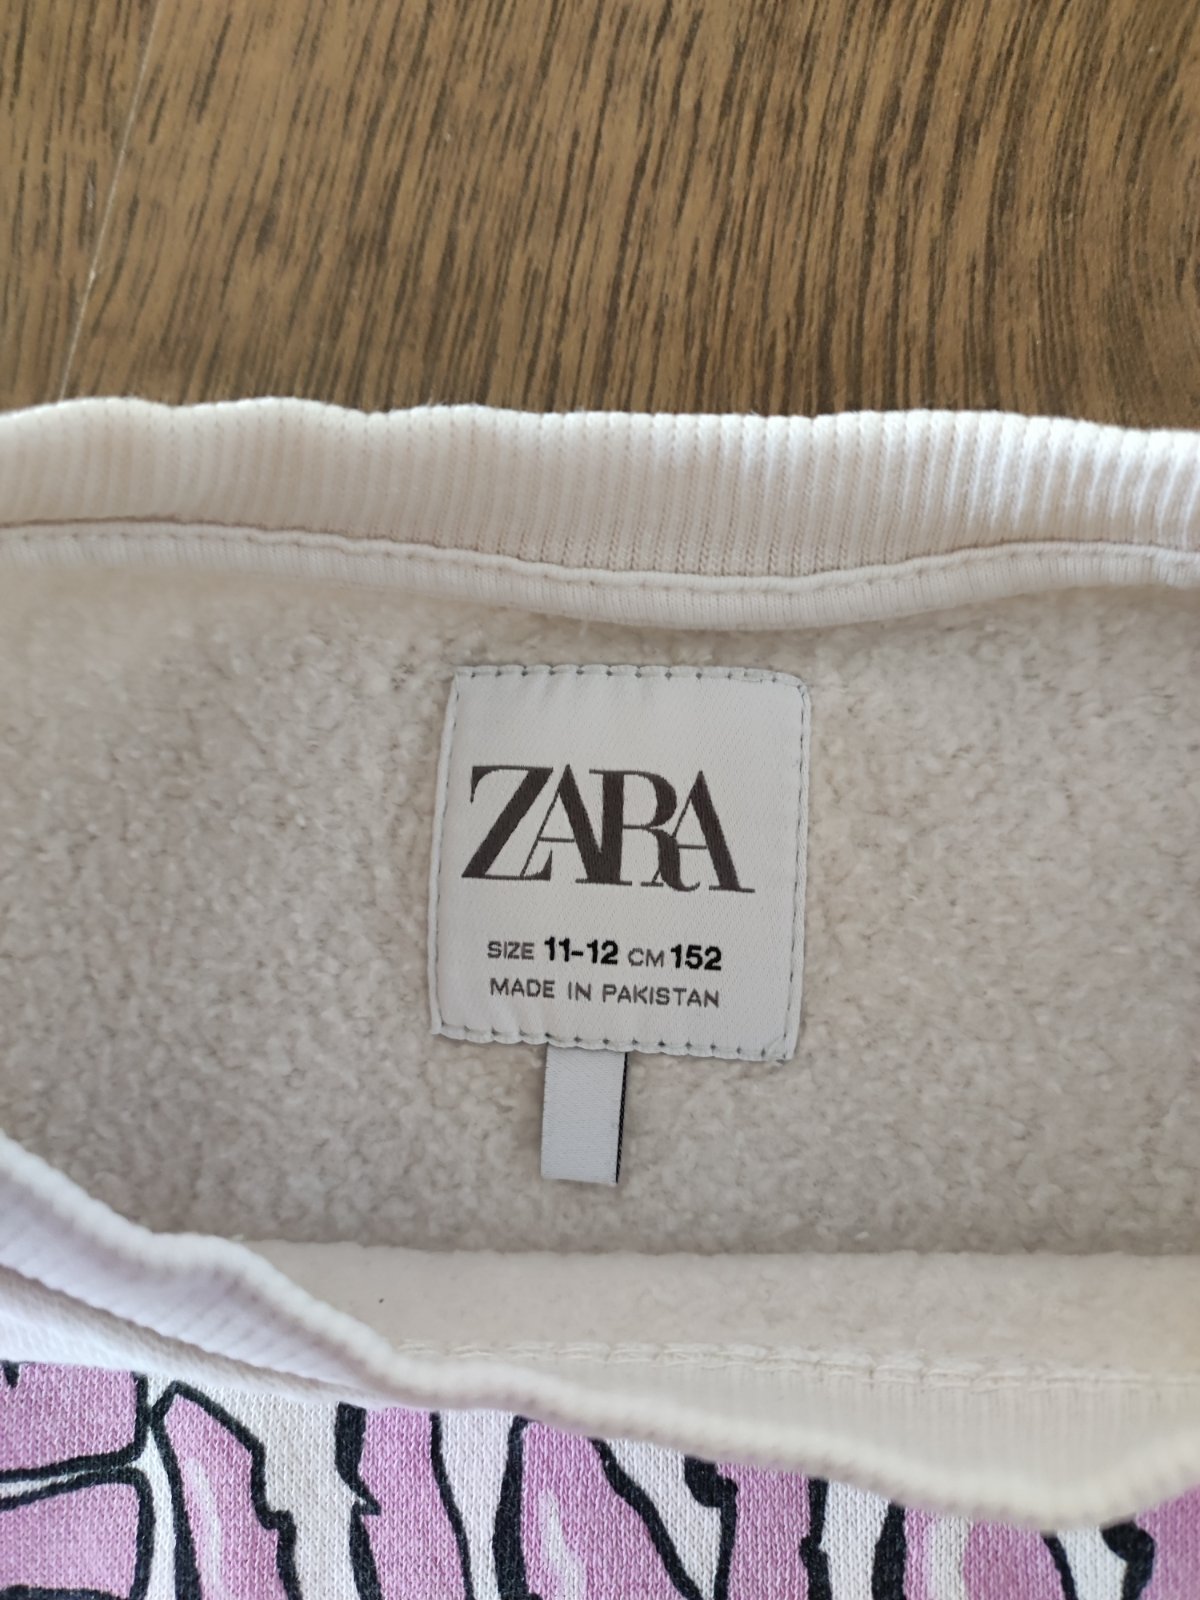 ZARA
SIZE 11-12 CM 152
MADE IN PAKISTAN